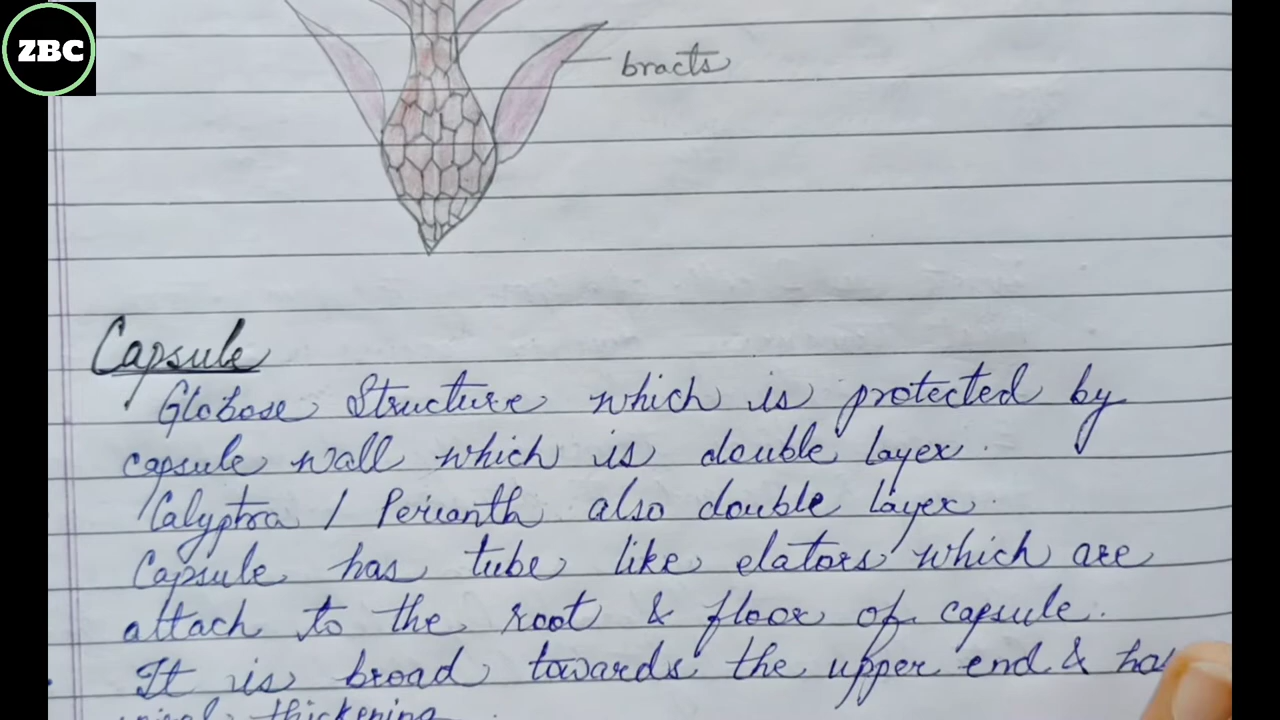 ZBC
bracts
Capsule
Globose Structure which is protected by
capsule wall which is double layer.
Calyptra / Perianth also double layer.
Capsule has tube like elators which are
attach to the root & floor of capsule.
It is broad towards the upper end & ha
thickening